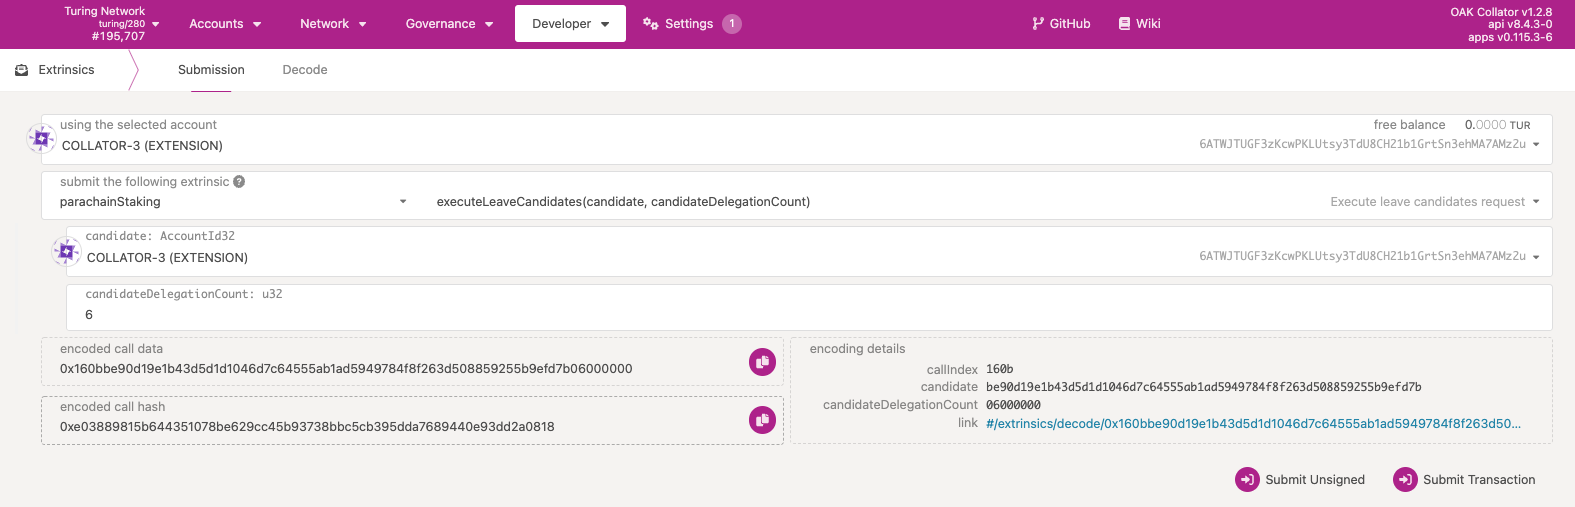 Turing Network
turing/280
#195,707
Accounts
Network
Governance
Developer
Settings
1
GitHub
Wiki
OAK Collator v1.2.8
api v8.4.3-0
apps v0.115.3-6
Extrinsics
Submission
Decode
using the selected account
COLLATOR-3 (EXTENSION)
free balance 0.0000 TUR
6ATWJTUGF3zKcwPKLUtsy3TdU8CH21b1GrtSn3ehMA7AMz2u
submit the following extrinsic ?
parachainStaking
executeLeaveCandidates(candidate, candidateDelegationCount)
Execute leave candidates request
candidate: AccountId32
COLLATOR-3 (EXTENSION)
6ATWJTUGF3zKcwPKLUtsy3TdU8CH21b1GrtSn3ehMA7AMz2u
candidateDelegationCount: u32
6
encoded call data
0x160bbe90d19e1b43d5d1d1046d7c64555ab1ad5949784f8f263d508859255b9efd7b06000000
encoded call hash
0xe03889815b644351078be629cc45b93738bbc5cb395dda7689440e93dd2a0818
encoding details
callIndex 160b
candidate be90d19e1b43d5d1d1046d7c64555ab1ad5949784f8f263d508859255b9efd7b
candidateDelegationCount 06000000
link #/extrinsics/decode/0x160bbe90d19e1b43d5d1d1046d7c64555ab1ad5949784f8f263d50...
Submit Unsigned
Submit Transaction